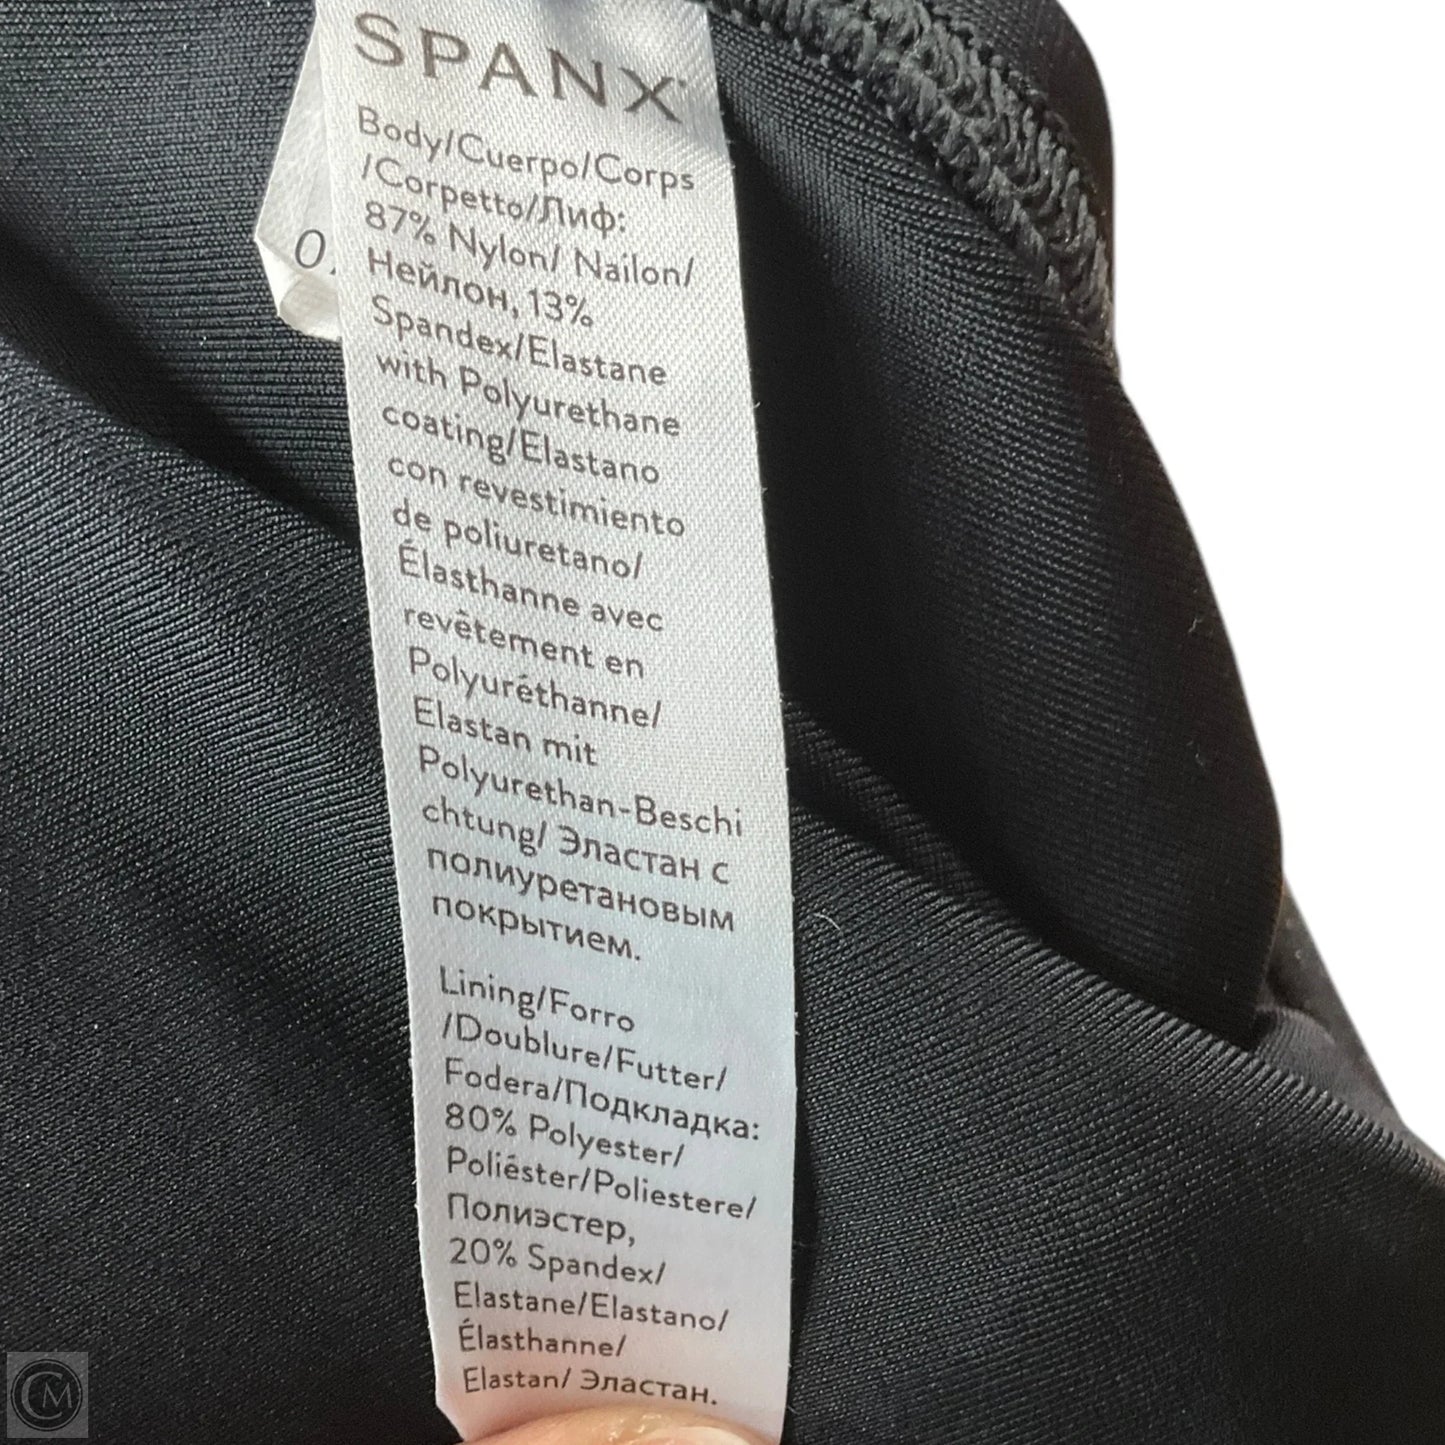 SPANX
Body/Cuerpo/Corps
/Corpetto/Лиф:
87% Nylon/ Nailon/
Нейлон, 13%
Spandex/Elastane
with Polyurethane
coating/Elastano
con revestimiento
de poliuretano/
Élasthanne avec
revêtement en
Polyuréthanne/
Elastan mit
Polyurethan-Beschi
chtung/ Эластан с
полиуретановым
покрытием.
Lining/Forro
/Doublure/Futter/
Fodera/Подкладка:
80% Polyester/
Poliéster/Poliestere/
Полиэстер,
20% Spandex/
Elastane/Elastano/
Élasthanne/
Elastan/ Эластан.
CM